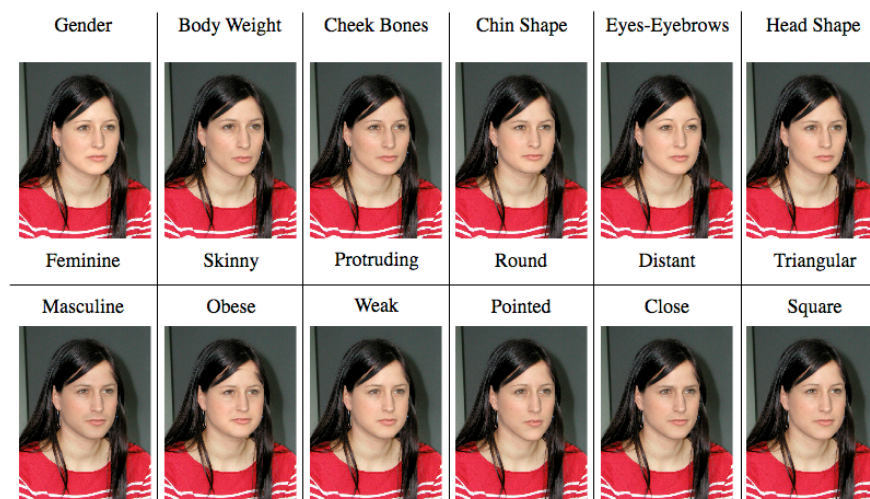 Gender Body Weight Cheek Bones Chin Shape Eyes-Eyebrows Head Shape
Feminine Skinny Protruding Round Distant Triangular
Masculine Obese Weak Pointed Close Square